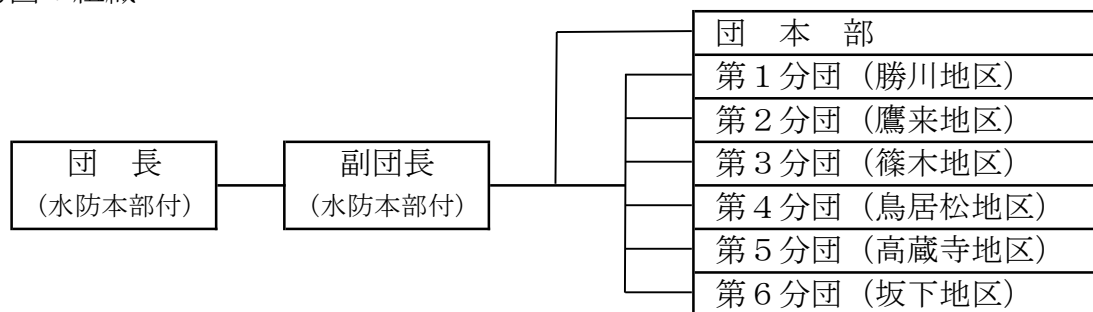 団　本　部
第１分団（勝川地区）
第２分団（鷹来地区）
第３分団（篠木地区）
第４分団（鳥居松地区）
第５分団（高蔵寺地区）
第６分団（坂下地区）
団　長
（水防本部付）
副団長
（水防本部付）